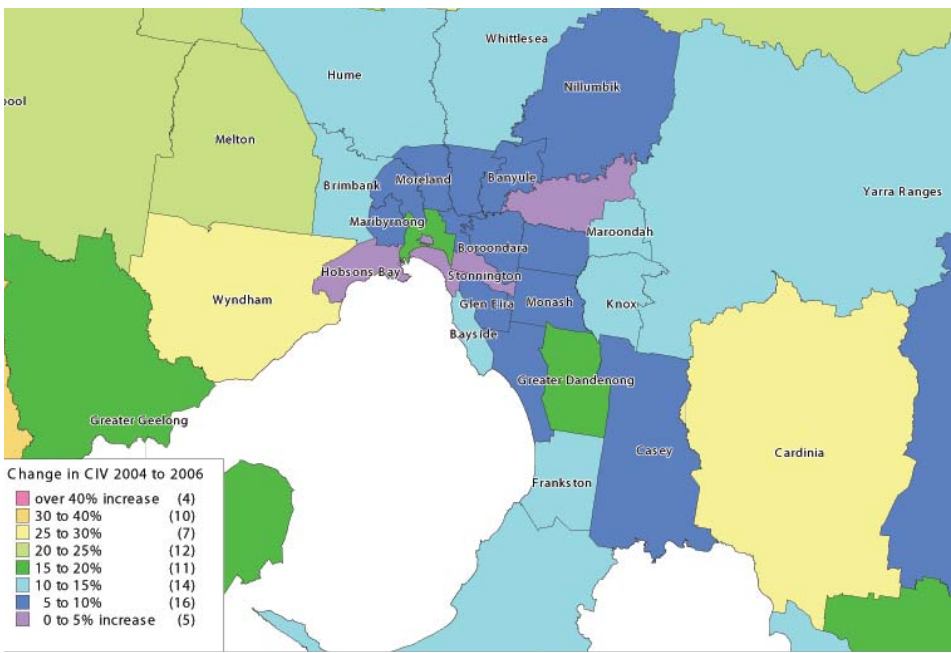 Whittlesea
Hume
Nillumbik
pool
Melton
Banyule
Moreland
Brimbank
Yarra Ranges
Maribyrnong
Maroondah
Boroondara
Hobsons Bay
Stonnington
Wyndham
Glen Eira
Monash
Knox
Bayside
Greater Dandenong
Greater Geelong
Casey
Cardinia
Frankston
Change in CIV 2004 to 2006
over 40% increase (4)
30 to 40% (10)
25 to 30% (7)
20 to 25% (12)
15 to 20% (11)
10 to 15% (14)
5 to 10% (16)
0 to 5% increase (5)